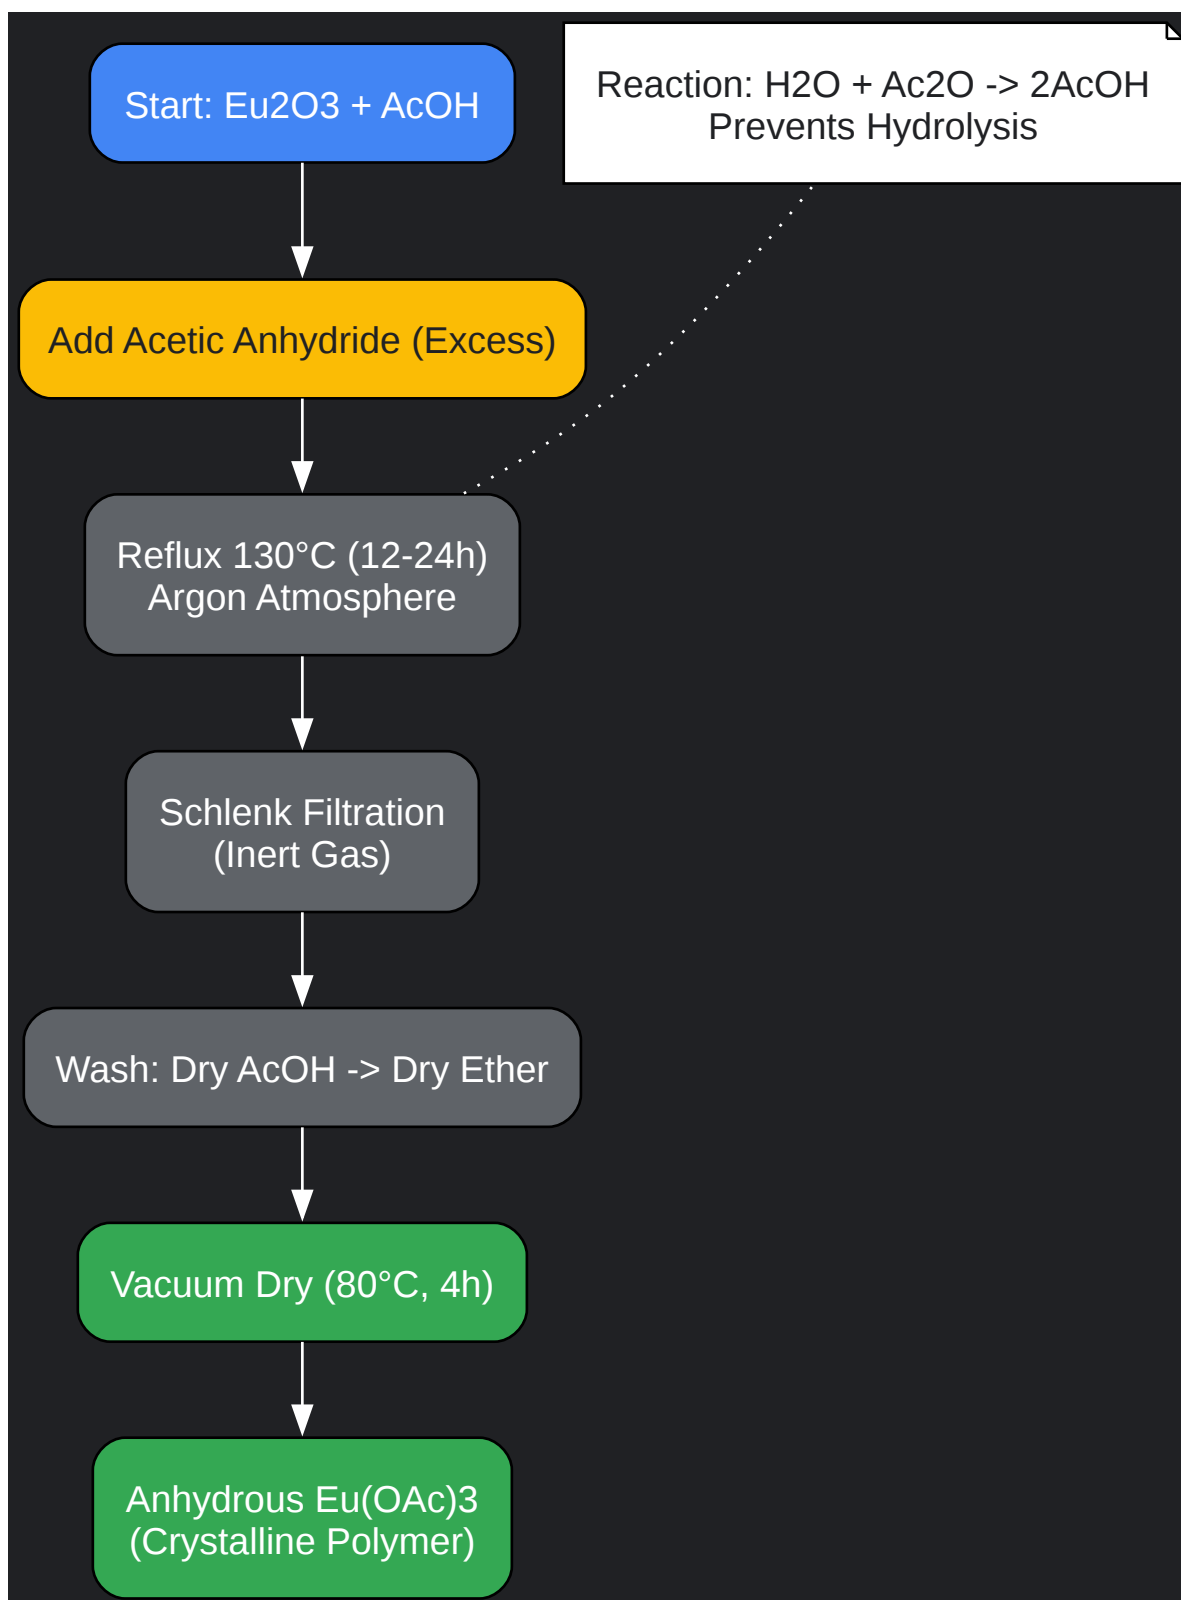 Start: Eu2O3 + AcOH
Reaction: H2O + Ac2O -> 2AcOH
Prevents Hydrolysis
Add Acetic Anhydride (Excess)
Reflux 130°C (12-24h)
Argon Atmosphere
Schlenk Filtration
(Inert Gas)
Wash: Dry AcOH -> Dry Ether
Vacuum Dry (80°C, 4h)
Anhydrous Eu(OAc)3
(Crystalline Polymer)